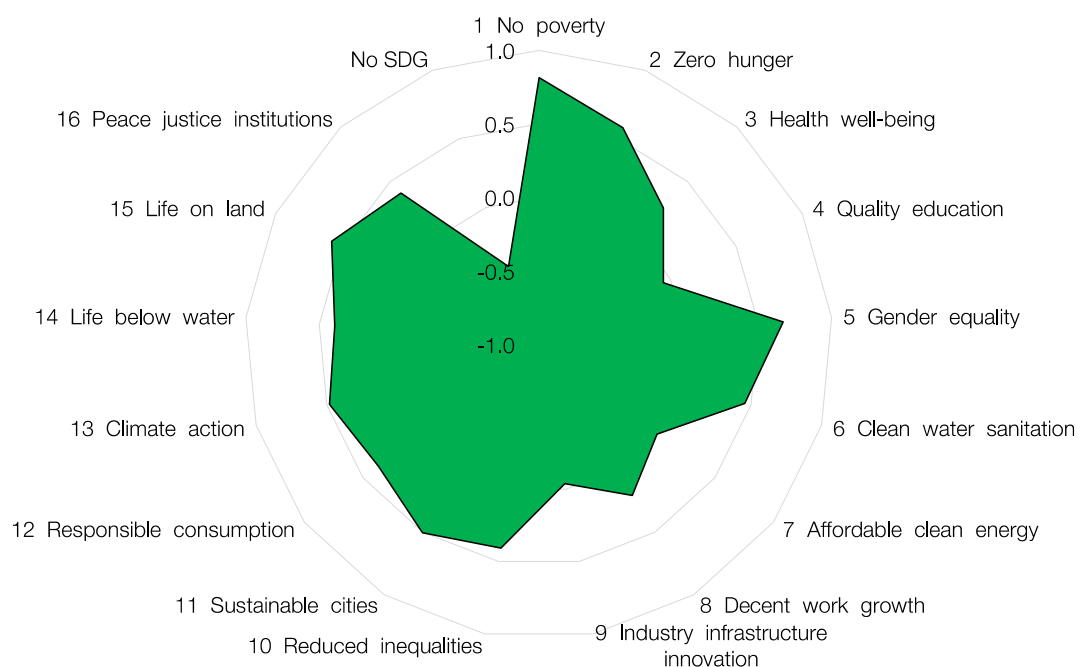 1 No poverty
1.0
No SDG
2 Zero hunger
16 Peace justice institutions
0.5
3 Health well-being
15 Life on land
0.0
4 Quality education
-0.5
14 Life below water
5 Gender equality
-1.0
13 Climate action
6 Clean water sanitation
12 Responsible consumption
7 Affordable clean energy
11 Sustainable cities
8 Decent work growth
10 Reduced inequalities
9 Industry infrastructure
innovation